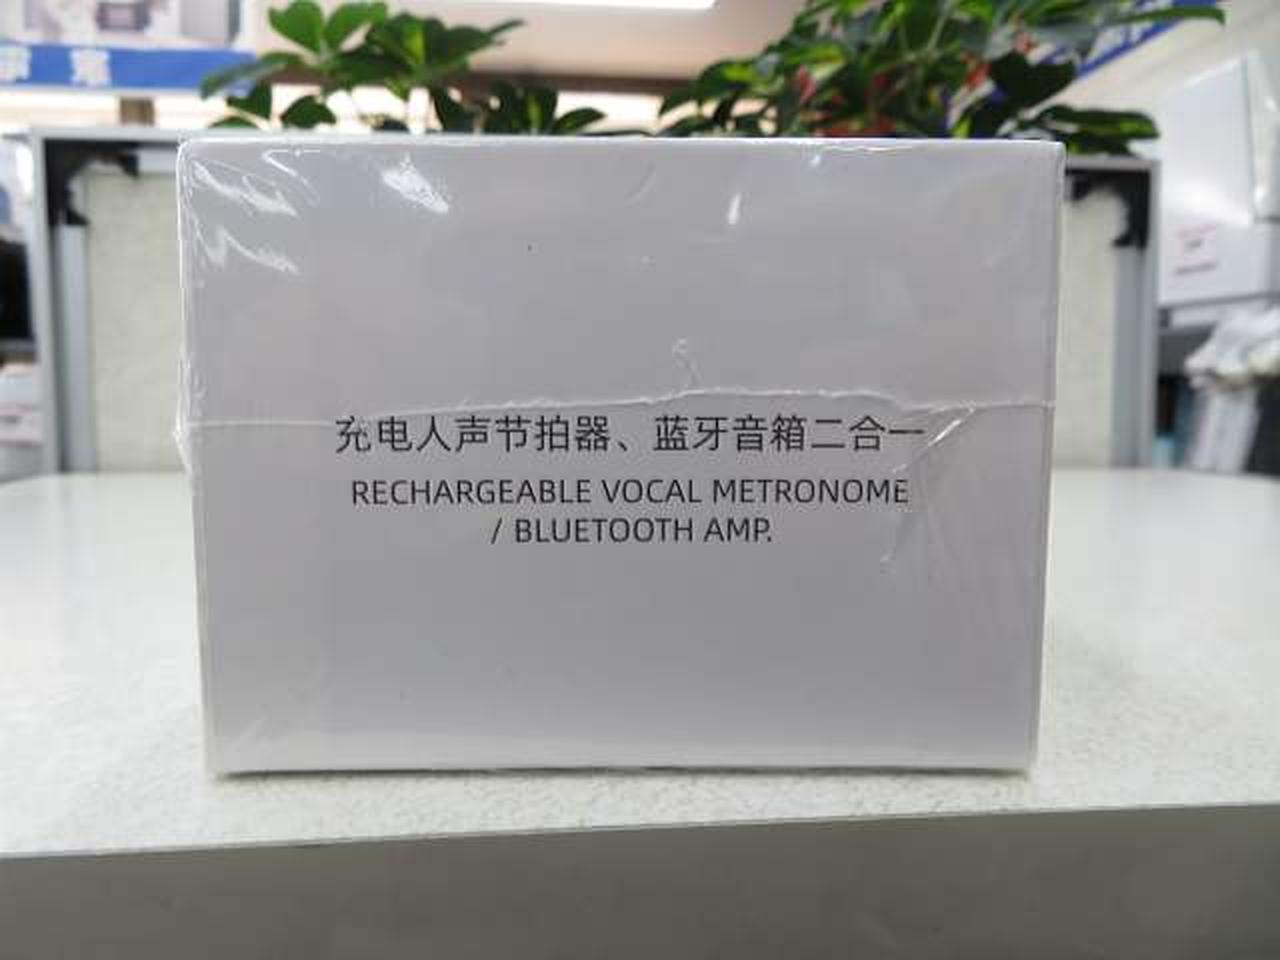 充电人声节拍器、蓝牙音箱二合一
RECHARGEABLE VOCAL METRONOME
/ BLUETOOTH AMP.